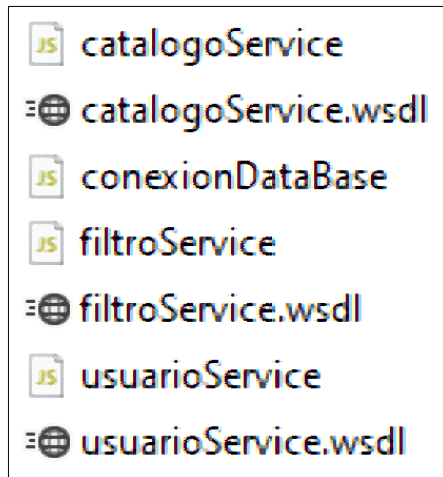 catalogoService
catalogoService.wsdl
conexionDataBase
filtroService
filtroService.wsdl
usuarioService
usuarioService.wsdl